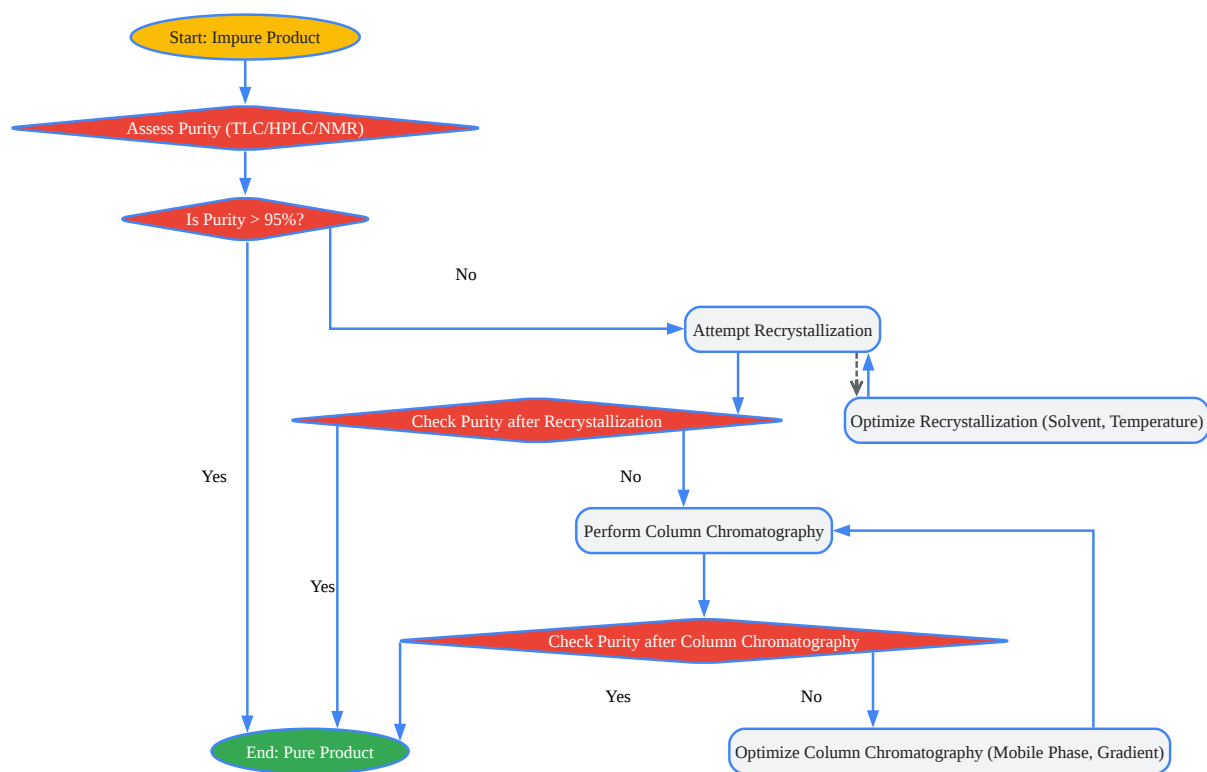 Start: Impure Product
Assess Purity (TLC/HPLC/NMR)
Is Purity > 95%?
No
Attempt Recrystallization
Check Purity after Recrystallization
Optimize Recrystallization (Solvent, Temperature)
Yes
No
Perform Column Chromatography
Yes
Check Purity after Column Chromatography
Yes
No
End: Pure Product
Optimize Column Chromatography (Mobile Phase, Gradient)